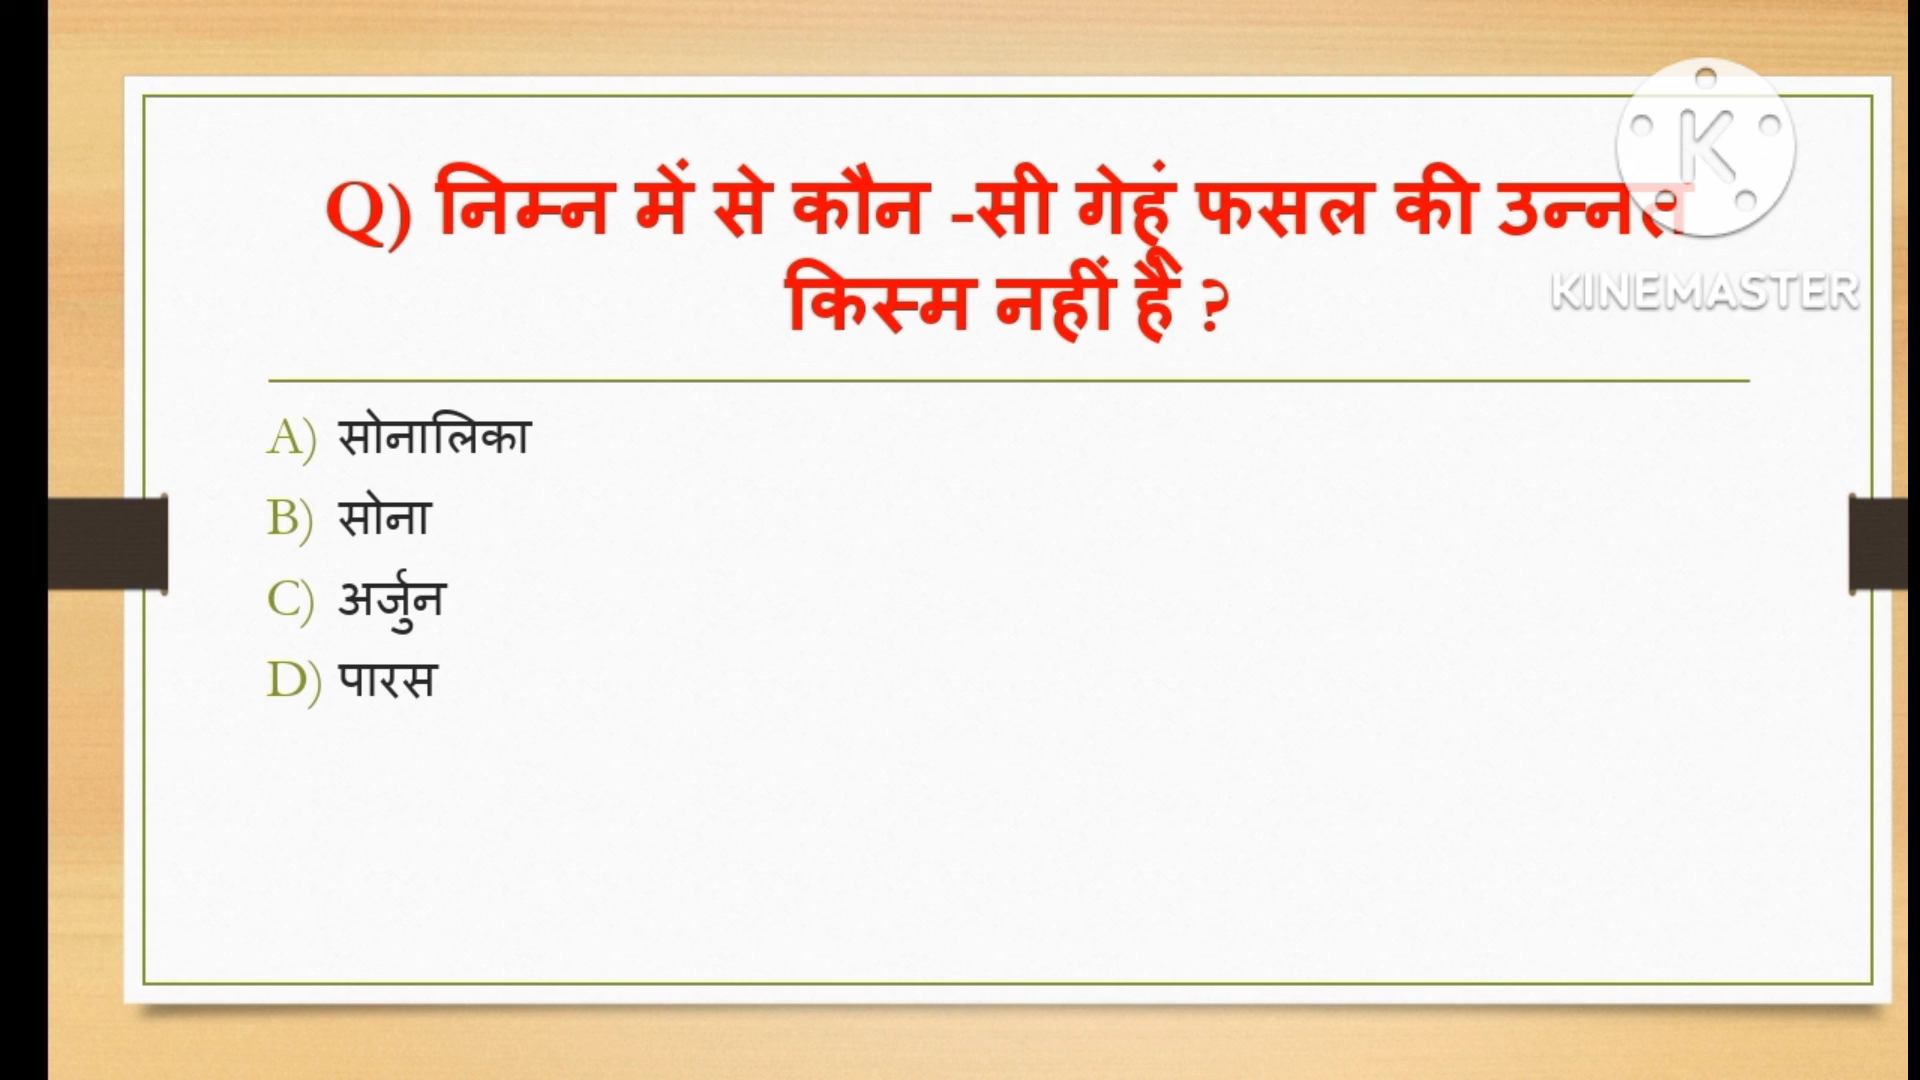 Q) निम्न में से कौन -सी गेहूं फसल की उन्नत
किस्म नहीं है ?
K
KINEMASTER
A) सोनालिका
B) सोना
C) अर्जुन
D) पारस